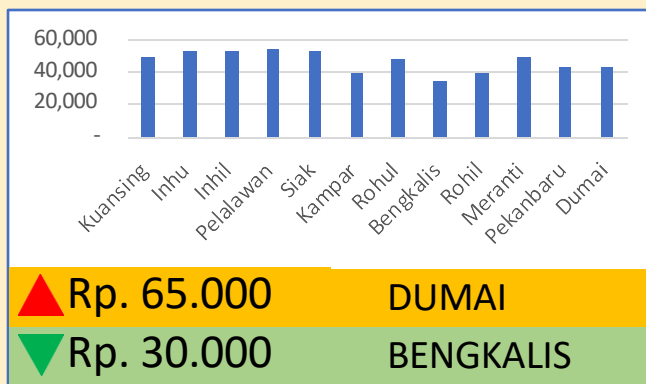 60,000
40,000
20,000
-
Kuansing
Inhu
Inhil
Pelalawan
Siak
Kampar
Rohul
Bengkalis
Rohil
Meranti
Pekanbaru
Dumai
Rp. 65.000 DUMAI
Rp. 30.000 BENGKALIS